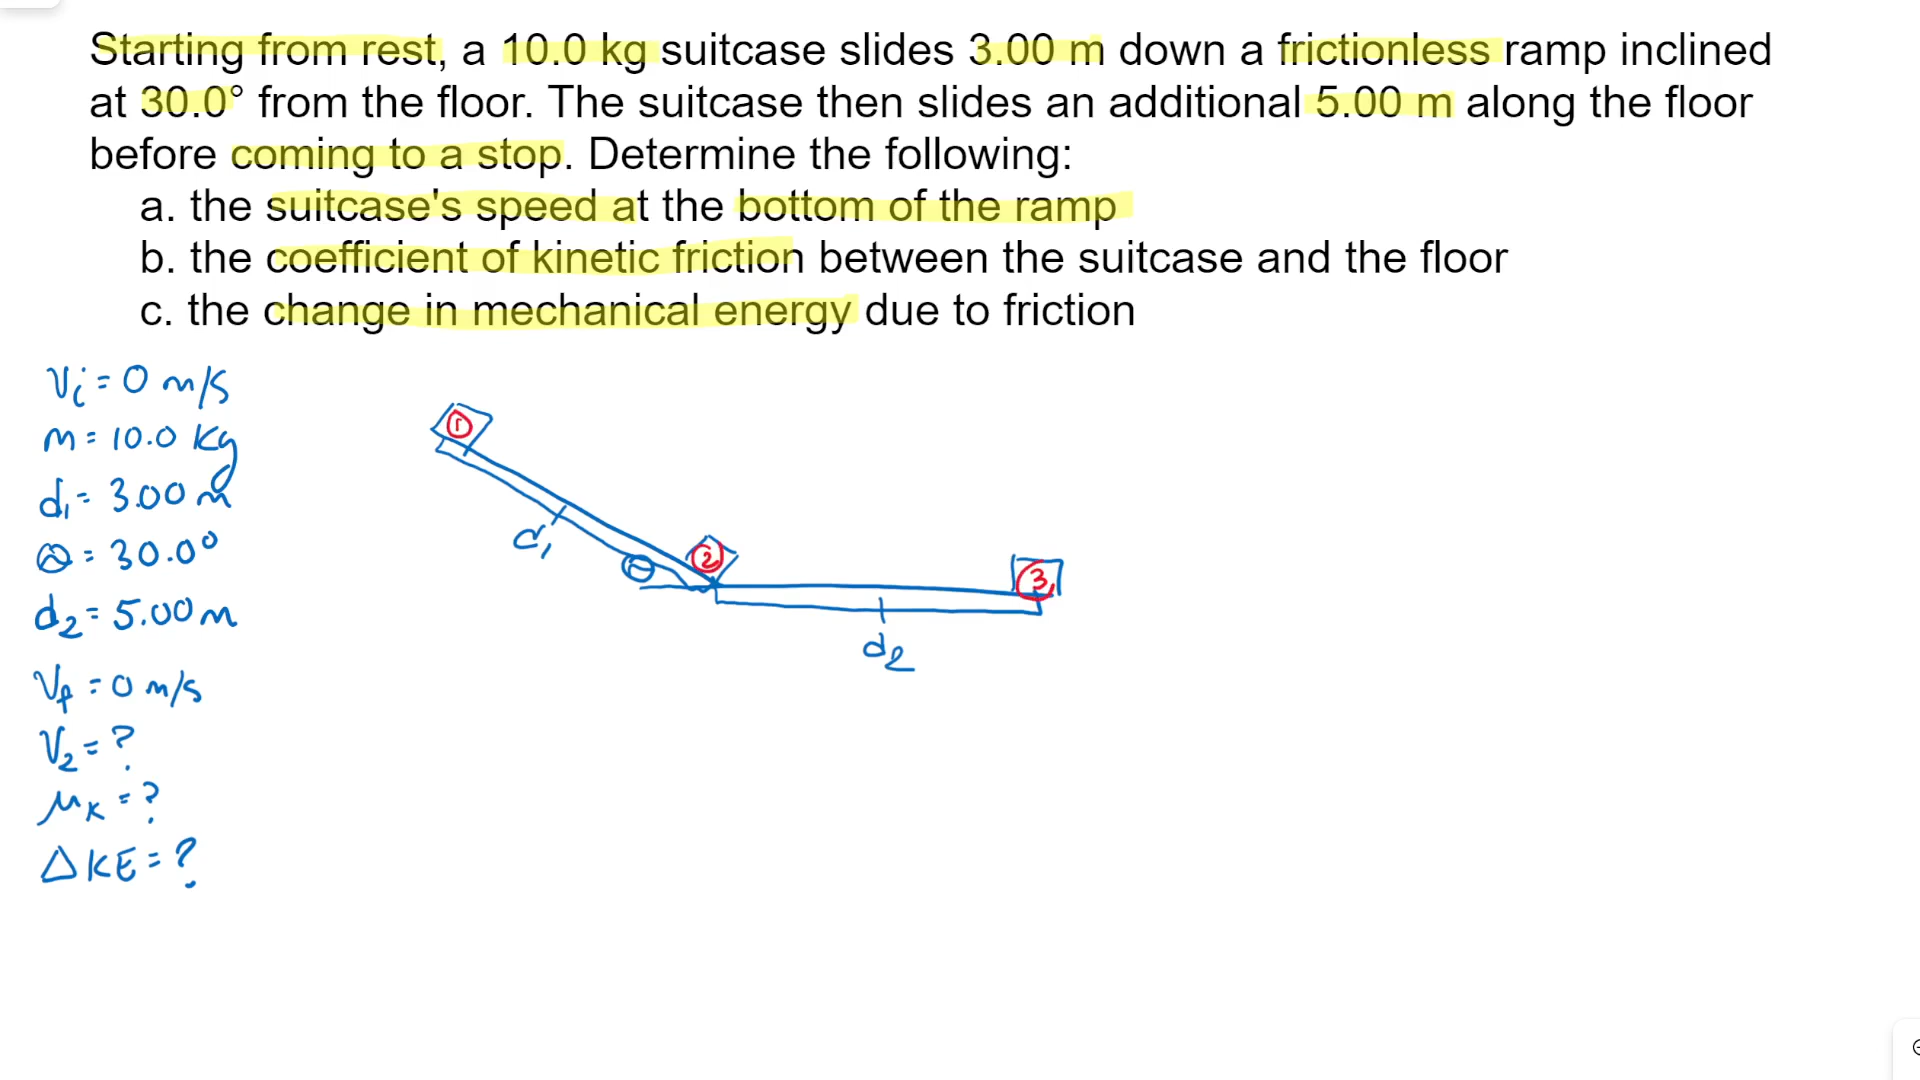 Starting from rest, a 10.0 kg suitcase slides 3.00 m down a frictionless ramp inclined
at 30.0° from the floor. The suitcase then slides an additional 5.00 m along the floor
before coming to a stop. Determine the following:
a. the suitcase's speed at the bottom of the ramp
b. the coefficient of kinetic friction between the suitcase and the floor
c. the change in mechanical energy due to friction
Vi = 0 m/s
m = 10.0 kg
d₁ = 3.00 m
θ = 30.0°
d₂ = 5.00 m
Vf = 0 m/s
V₂ = ?
μk = ?
ΔKE = ?
①
d₁
θ
②
③
d₂